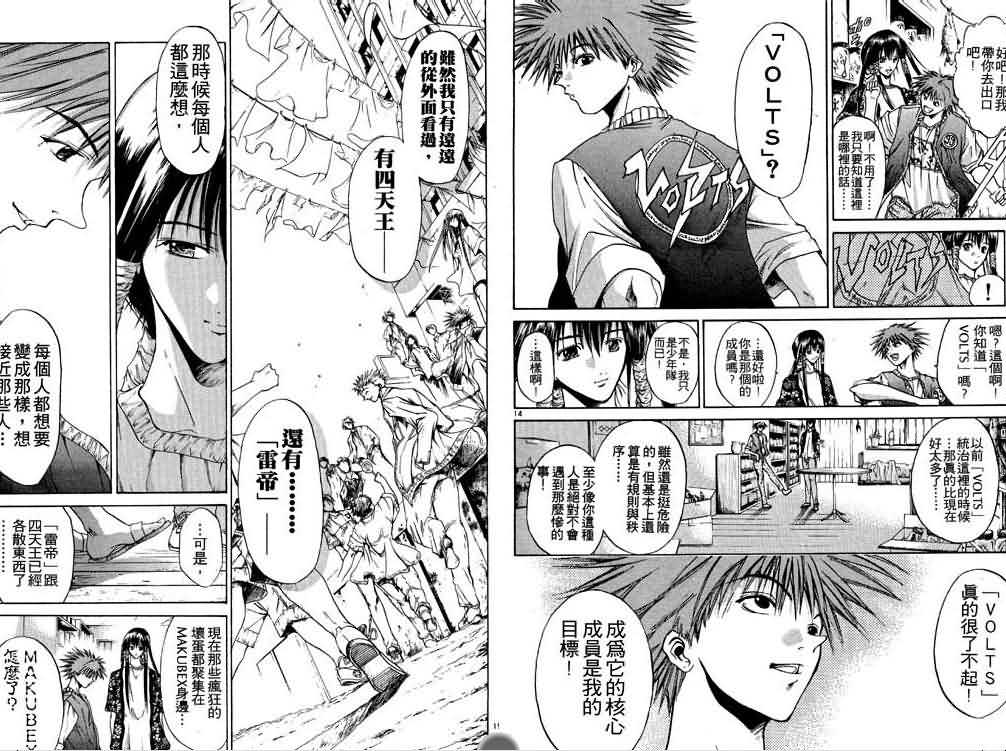 好吧！那我
帶你去出口
吧！
啊！不用了…
我只要知道這裡
是哪裡的話……
VOLTS
！
「VOLTS」？
VOLTS
嗯？這個啊！
你知道「
VOLTS」嗎？
…還好啦！
你是那個的
成員嗎？
不是，我只
是少年隊
而已！
…這樣啊！
14
以前「VOLTS」
統治這裡的時候
…那真的比現在
好太多了……
雖然還是挺危險
的，但基本上還
算是有規則與秩
序……
至少像你這種
人是絕對不會
遇到那麼慘的
事！
「VOLTS」
真的很了不起！
成為它的核心
成員是我的
目標！
雖然我只有遠遠
的從外面看過，
有四天王——
還有………
「雷帝」——
那時候每個人
都這麼想，
每個人都想要
變成那樣，想
接近那些人…
…可是，
「雷帝」跟
四天王已經
各散東西了
………
現在那些瘋狂的
壞蛋都聚集在
MAKUBEX身邊…
MAKUBEX
怎麼了!?